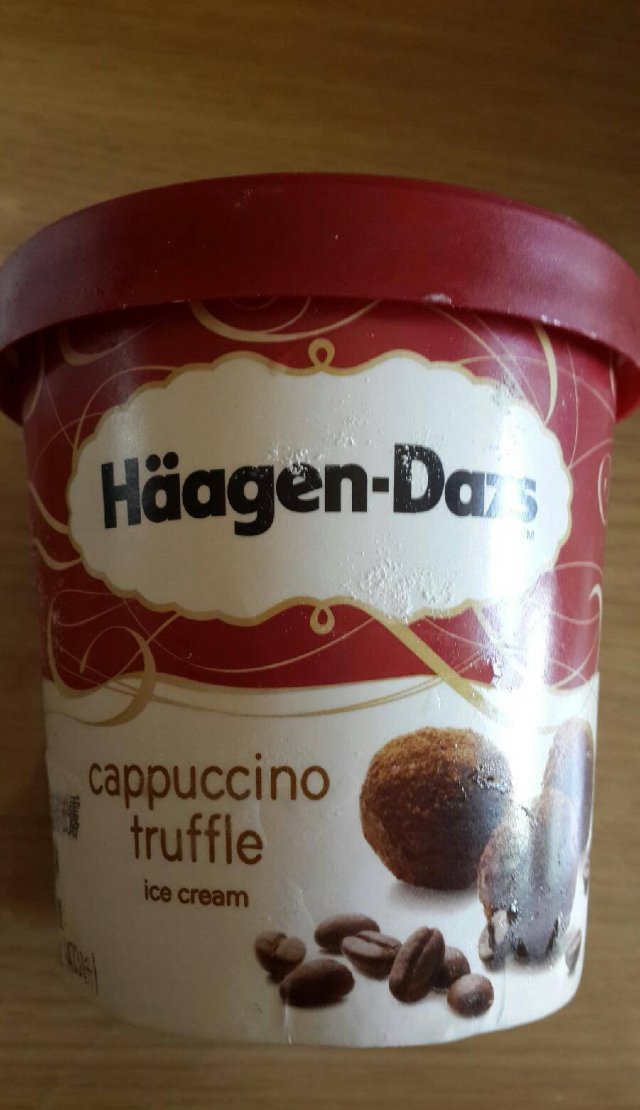 Häagen-Dazs
cappuccino
truffle
ice cream